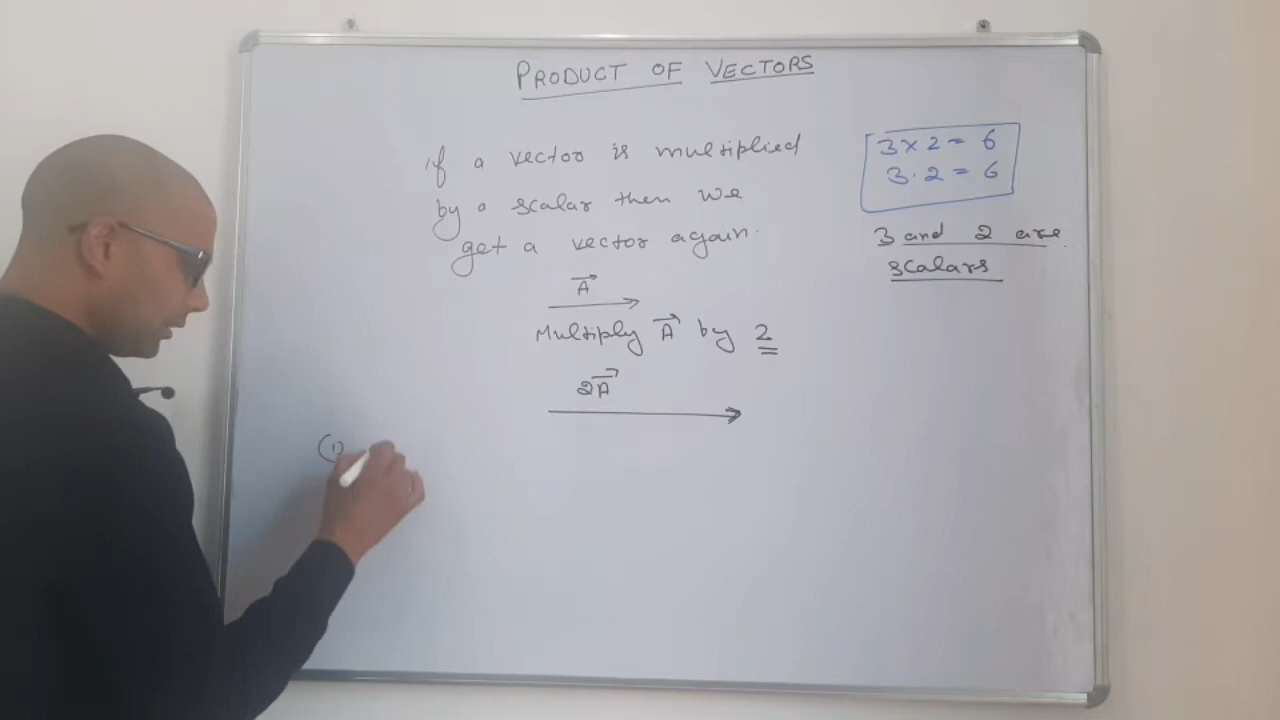 PRODUCT OF VECTORS
if a vector is multiplied
by a scalar then we
get a vector again.
A⃗
Multiply A⃗ by 2
2A⃗
(1)
3 × 2 = 6
3 · 2 = 6
3 and 2 are
scalars